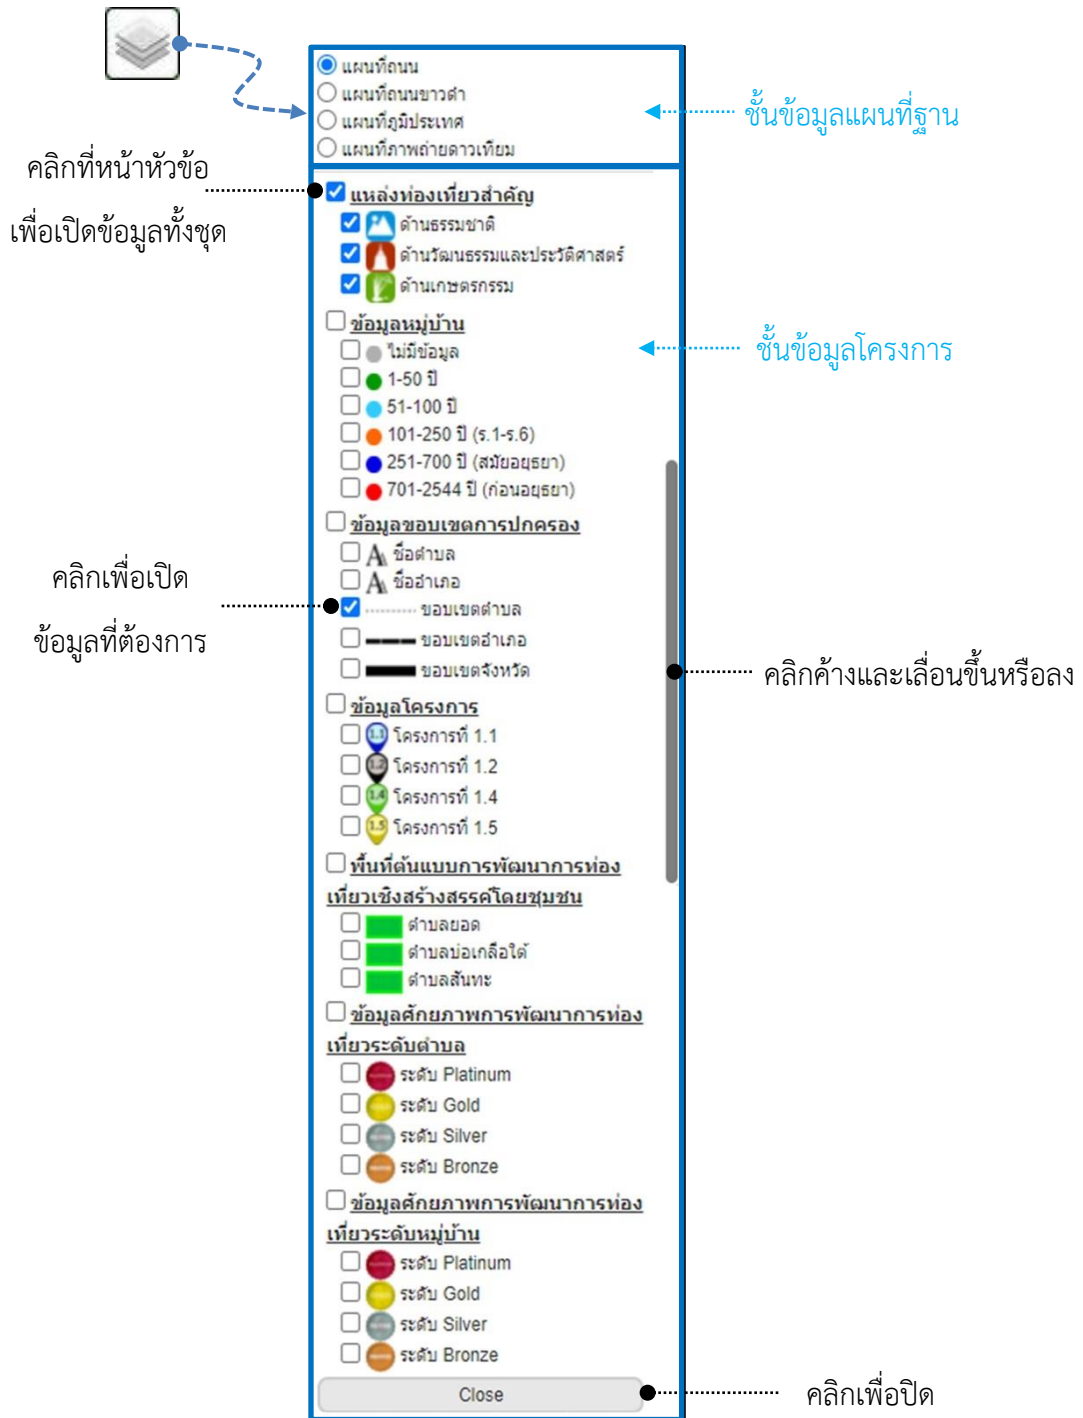 แผนที่ถนน
แผนที่ถนนขาวดำ
แผนที่ภูมิประเทศ
แผนที่ภาพถ่ายดาวเทียม
ชั้นข้อมูลแผนที่ฐาน
คลิกที่หน้าหัวข้อ
เพื่อเปิดข้อมูลทั้งชุด
แหล่งท่องเที่ยวสำคัญ
ด้านธรรมชาติ
ด้านวัฒนธรรมและประวัติศาสตร์
ด้านเกษตรกรรม
ข้อมูลหมู่บ้าน
ไม่มีข้อมูล
1-50 ปี
51-100 ปี
101-250 ปี (ร.1-ร.6)
251-700 ปี (สมัยอยุธยา)
701-2544 ปี (ก่อนอยุธยา)
ชั้นข้อมูลโครงการ
ข้อมูลขอบเขตการปกครอง
A ชื่อตำบล
A ชื่ออำเภอ
ขอบเขตตำบล
ขอบเขตอำเภอ
ขอบเขตจังหวัด
คลิกเพื่อเปิด
ข้อมูลที่ต้องการ
คลิกค้างและเลื่อนขึ้นหรือลง
ข้อมูลโครงการ
1.1 โครงการที่ 1.1
1.2 โครงการที่ 1.2
1.4 โครงการที่ 1.4
1.5 โครงการที่ 1.5
พื้นที่ต้นแบบการพัฒนาการท่อง
เที่ยวเชิงสร้างสรรค์โดยชุมชน
ตำบลยอด
ตำบลบ่อเกลือใต้
ตำบลสันทะ
ข้อมูลศักยภาพการพัฒนาการท่อง
เที่ยวระดับตำบล
ระดับ Platinum
ระดับ Gold
ระดับ Silver
ระดับ Bronze
ข้อมูลศักยภาพการพัฒนาการท่อง
เที่ยวระดับหมู่บ้าน
ระดับ Platinum
ระดับ Gold
ระดับ Silver
ระดับ Bronze
Close
คลิกเพื่อปิด